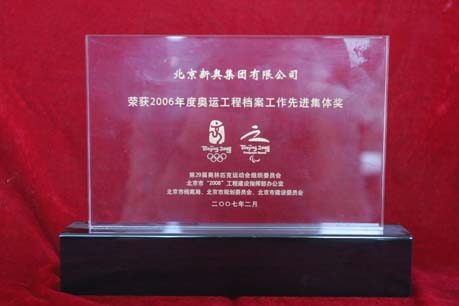 北京新奥集团有限公司
荣获2006年度奥运工程档案工作先进集体奖
Beijing 2008 Beijing 2008
第29届奥林匹克运动会组织委员会
北京市“2008”工程建设指挥部办公室
北京市档案局、北京市规划委员会、北京市建设委员会
二〇〇七年二月